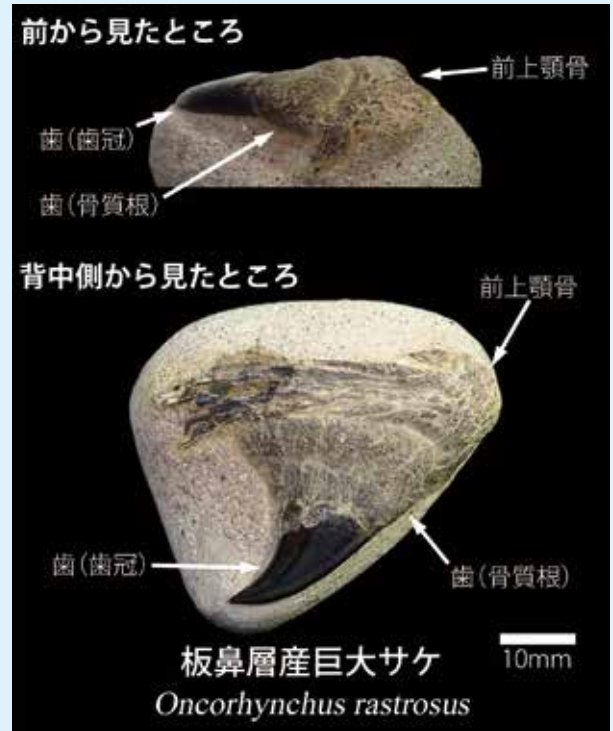 前から見たところ
前上顎骨
歯（歯冠）
歯（骨質根）
背中側から見たところ
前上顎骨
歯（歯冠）
歯（骨質根）
10mm
板鼻層産巨大サケ
Oncorhynchus rastrosus